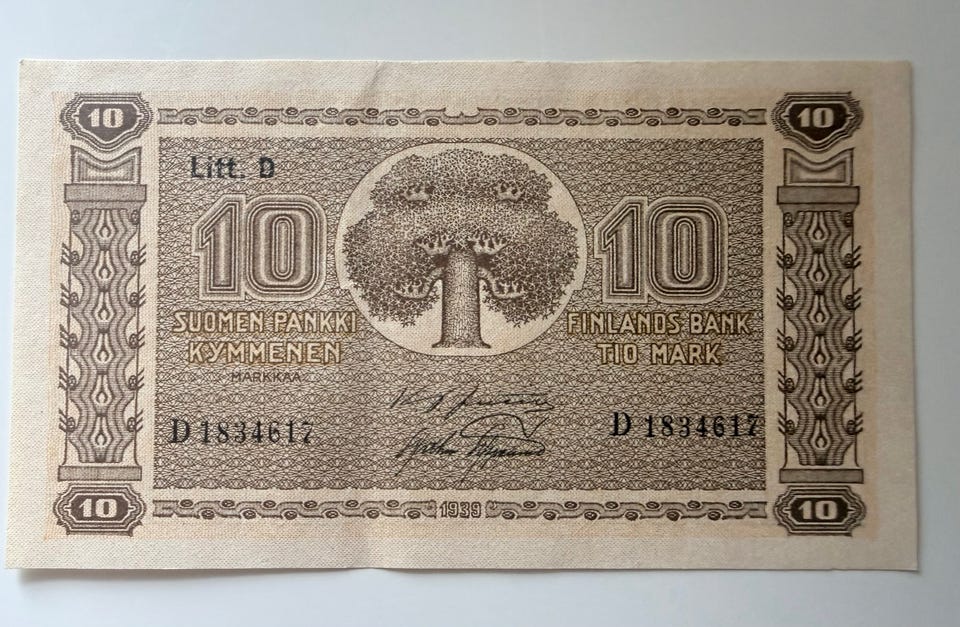 10 10
Litt. D
10 10
SUOMEN PANKKI FINLANDS BANK
KYMMENEN TIO MARK
MARKKAA
D 1834617 D 1834617
10 1939 10